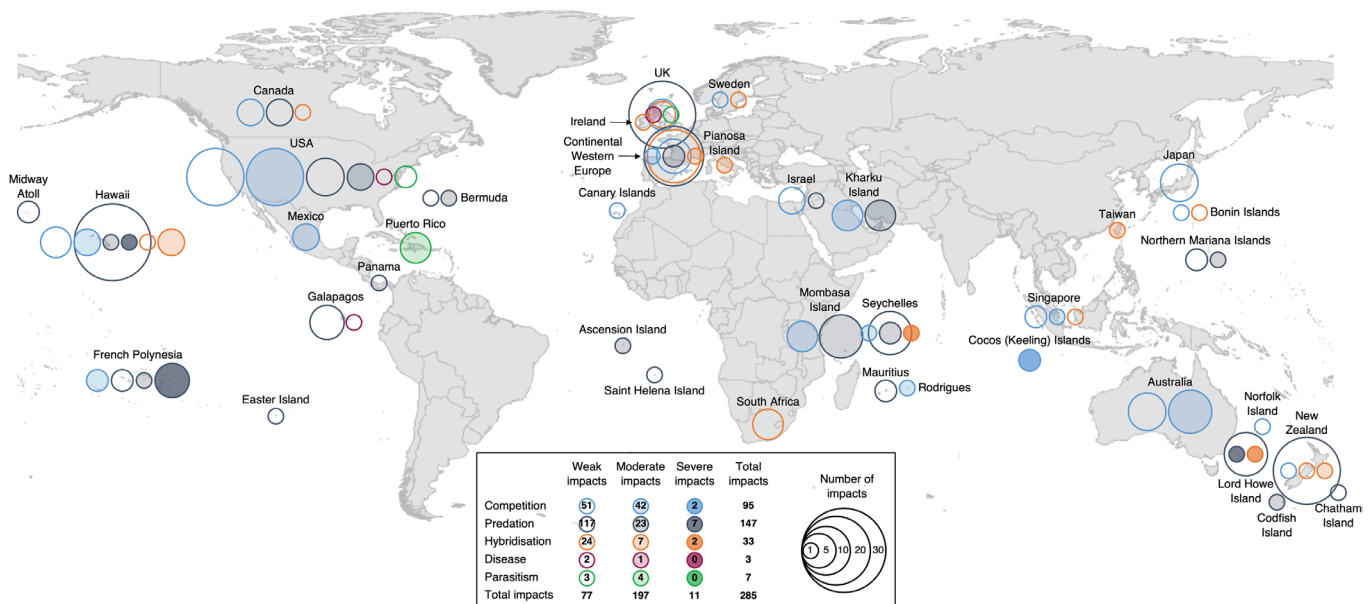 UK
Sweden
Canada
Ireland
Pianosa
Island
Continental
Western
Europe
USA
Japan
Midway
Atoll
Hawaii
Israel
Kharku
Island
Canary Islands
Bermuda
Mexico
Puerto Rico
Taiwan
Bonin Islands
Northern Mariana Islands
Panama
Galapagos
Mombasa
Island
Seychelles
Singapore
Ascension Island
Cocos (Keeling) Islands
French Polynesia
Saint Helena Island
Mauritius
Rodrigues
Australia
Easter Island
South Africa
Norfolk
Island
New
Zealand
Lord Howe
Island
Codfish
Island
Chatham
Island
Weak impacts Moderate impacts Severe impacts Total impacts
Competition 51 42 2 95
Predation 117 23 7 147
Hybridisation 24 7 2 33
Disease 2 1 0 3
Parasitism 3 4 0 7
Total impacts 77 197 11 285
Number of
impacts
1 5 10 20 30